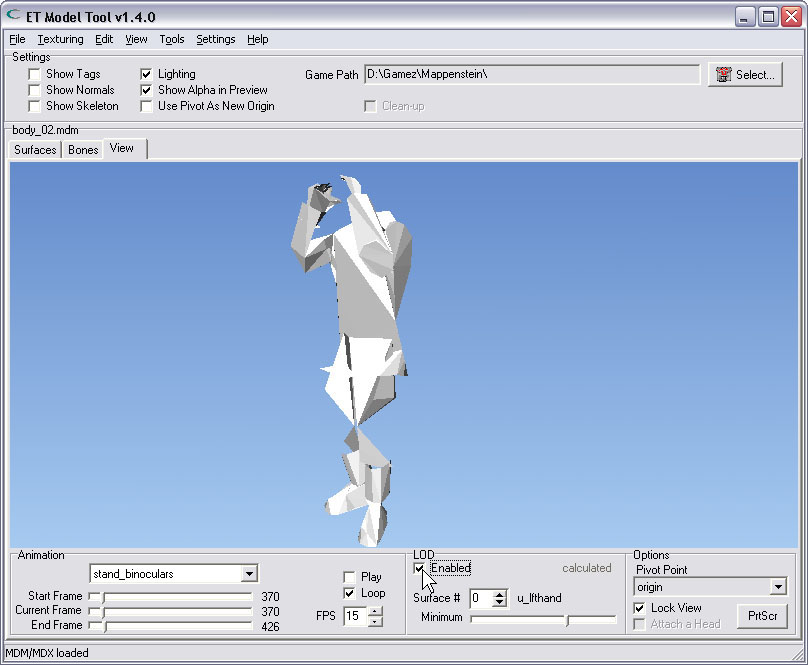 ET Model Tool v1.4.0
File Texturing Edit View Tools Settings Help
Settings
Show Tags Lighting Game Path D:\Gamez\Mappenstein\ Select...
Show Normals Show Alpha in Preview
Show Skeleton Use Pivot As New Origin Clean-up
body_02.mdm
Surfaces Bones View
Animation LOD Options
stand_binoculars Play Enabled calculated Pivot Point
Start Frame 370 Loop Surface # 0 u_lfthand origin
Current Frame 370 FPS 15 Minimum Lock View PrtScr
End Frame 426 Attach a Head
MDM/MDX loaded